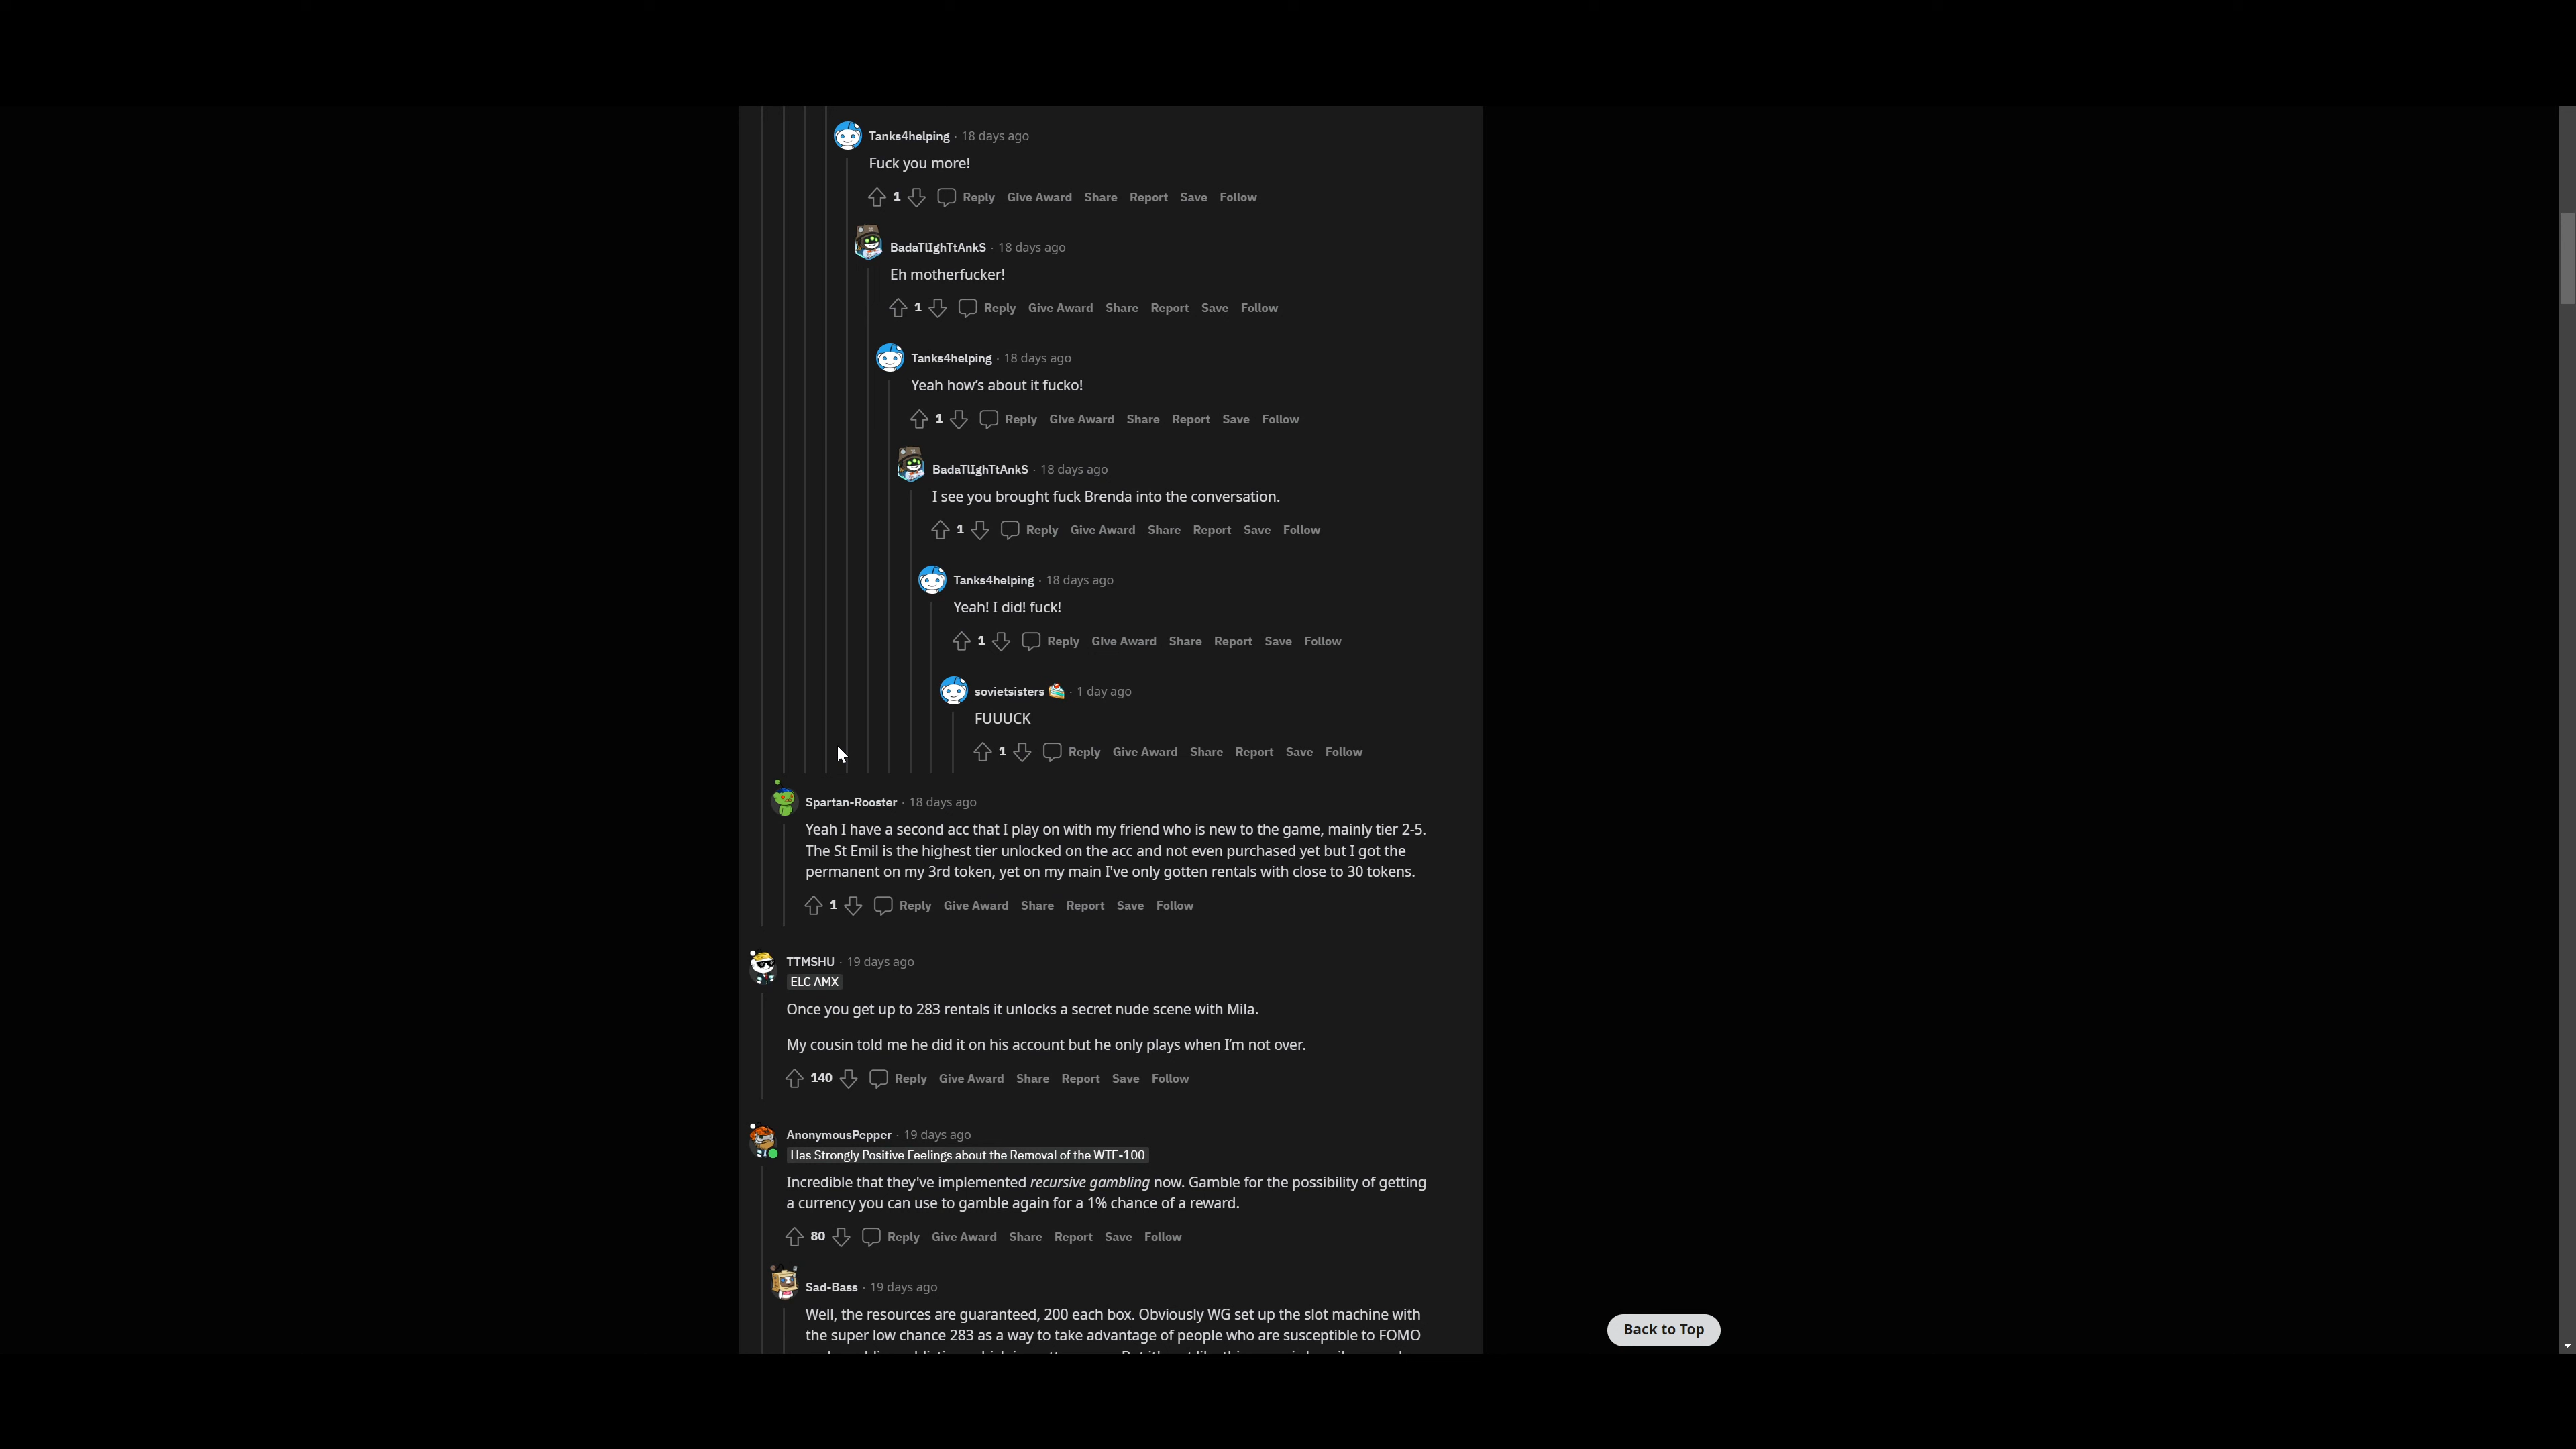 Tanks4helping · 18 days ago
Fuck you more!
1 Reply Give Award Share Report Save Follow
BadaTlIghTtAnkS · 18 days ago
Eh motherfucker!
1 Reply Give Award Share Report Save Follow
Tanks4helping · 18 days ago
Yeah how’s about it fucko!
1 Reply Give Award Share Report Save Follow
BadaTlIghTtAnkS · 18 days ago
I see you brought fuck Brenda into the conversation.
1 Reply Give Award Share Report Save Follow
Tanks4helping · 18 days ago
Yeah! I did! fuck!
1 Reply Give Award Share Report Save Follow
sovietsisters · 1 day ago
FUUUCK
1 Reply Give Award Share Report Save Follow
Spartan-Rooster · 18 days ago
Yeah I have a second acc that I play on with my friend who is new to the game, mainly tier 2-5.
The St Emil is the highest tier unlocked on the acc and not even purchased yet but I got the
permanent on my 3rd token, yet on my main I've only gotten rentals with close to 30 tokens.
1 Reply Give Award Share Report Save Follow
TTMSHU · 19 days ago
ELC AMX
Once you get up to 283 rentals it unlocks a secret nude scene with Mila.
My cousin told me he did it on his account but he only plays when I’m not over.
140 Reply Give Award Share Report Save Follow
AnonymousPepper · 19 days ago
Has Strongly Positive Feelings about the Removal of the WTF-100
Incredible that they've implemented recursive gambling now. Gamble for the possibility of getting
a currency you can use to gamble again for a 1% chance of a reward.
80 Reply Give Award Share Report Save Follow
Sad-Bass · 19 days ago
Well, the resources are guaranteed, 200 each box. Obviously WG set up the slot machine with
the super low chance 283 as a way to take advantage of people who are susceptible to FOMO
Back to Top